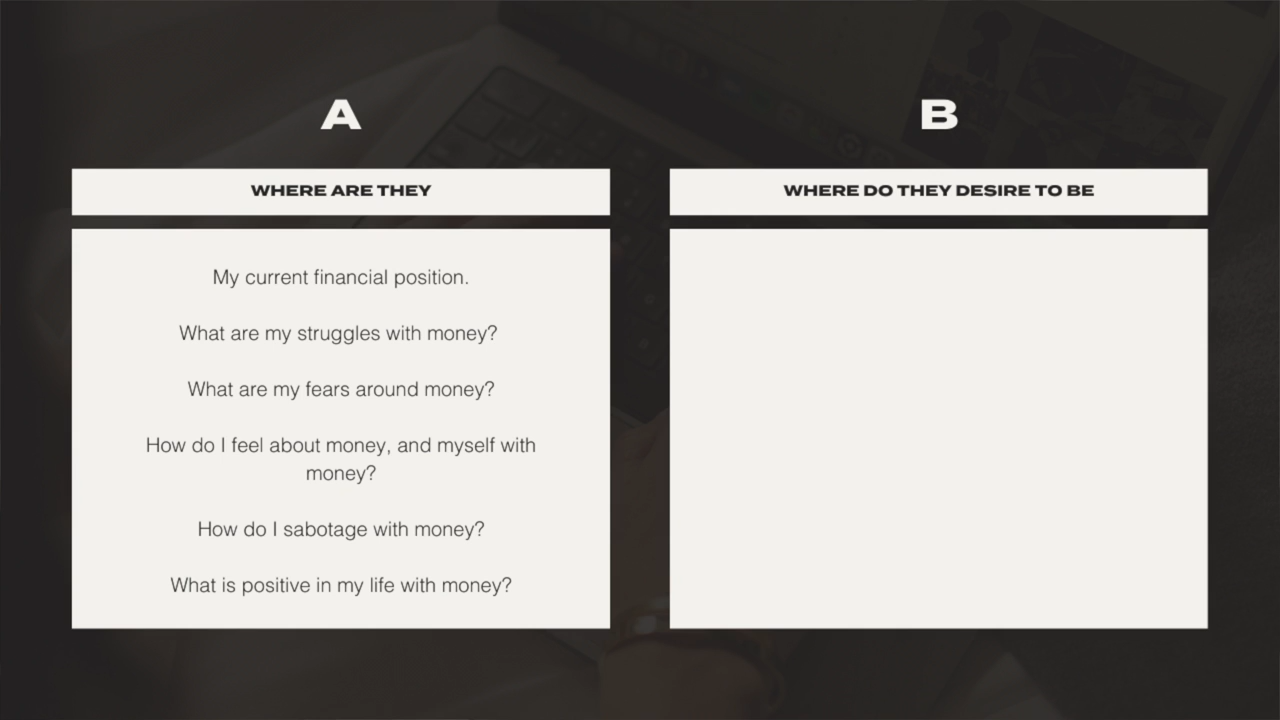 A
WHERE ARE THEY
My current financial position.
What are my struggles with money?
What are my fears around money?
How do I feel about money, and myself with
money?
How do I sabotage with money?
What is positive in my life with money?
B
WHERE DO THEY DESIRE TO BE